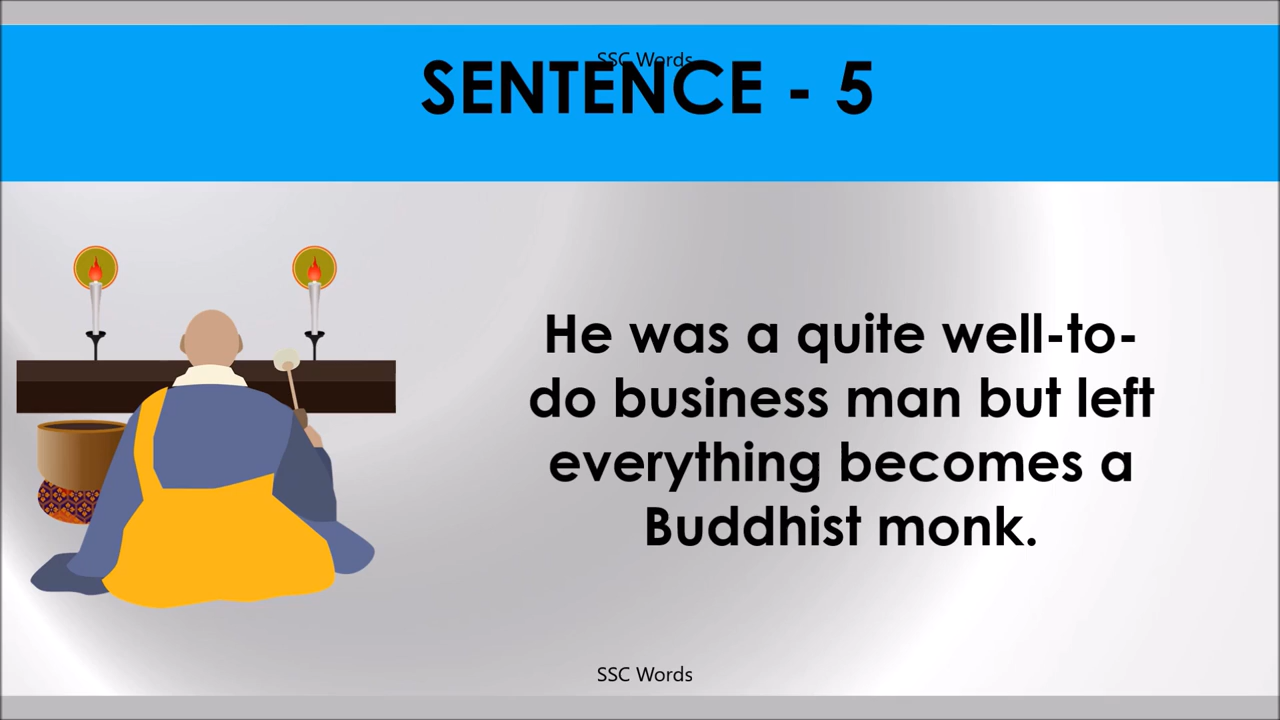 SSC Words
SENTENCE - 5
He was a quite well-to-
do business man but left
everything becomes a
Buddhist monk.
SSC Words